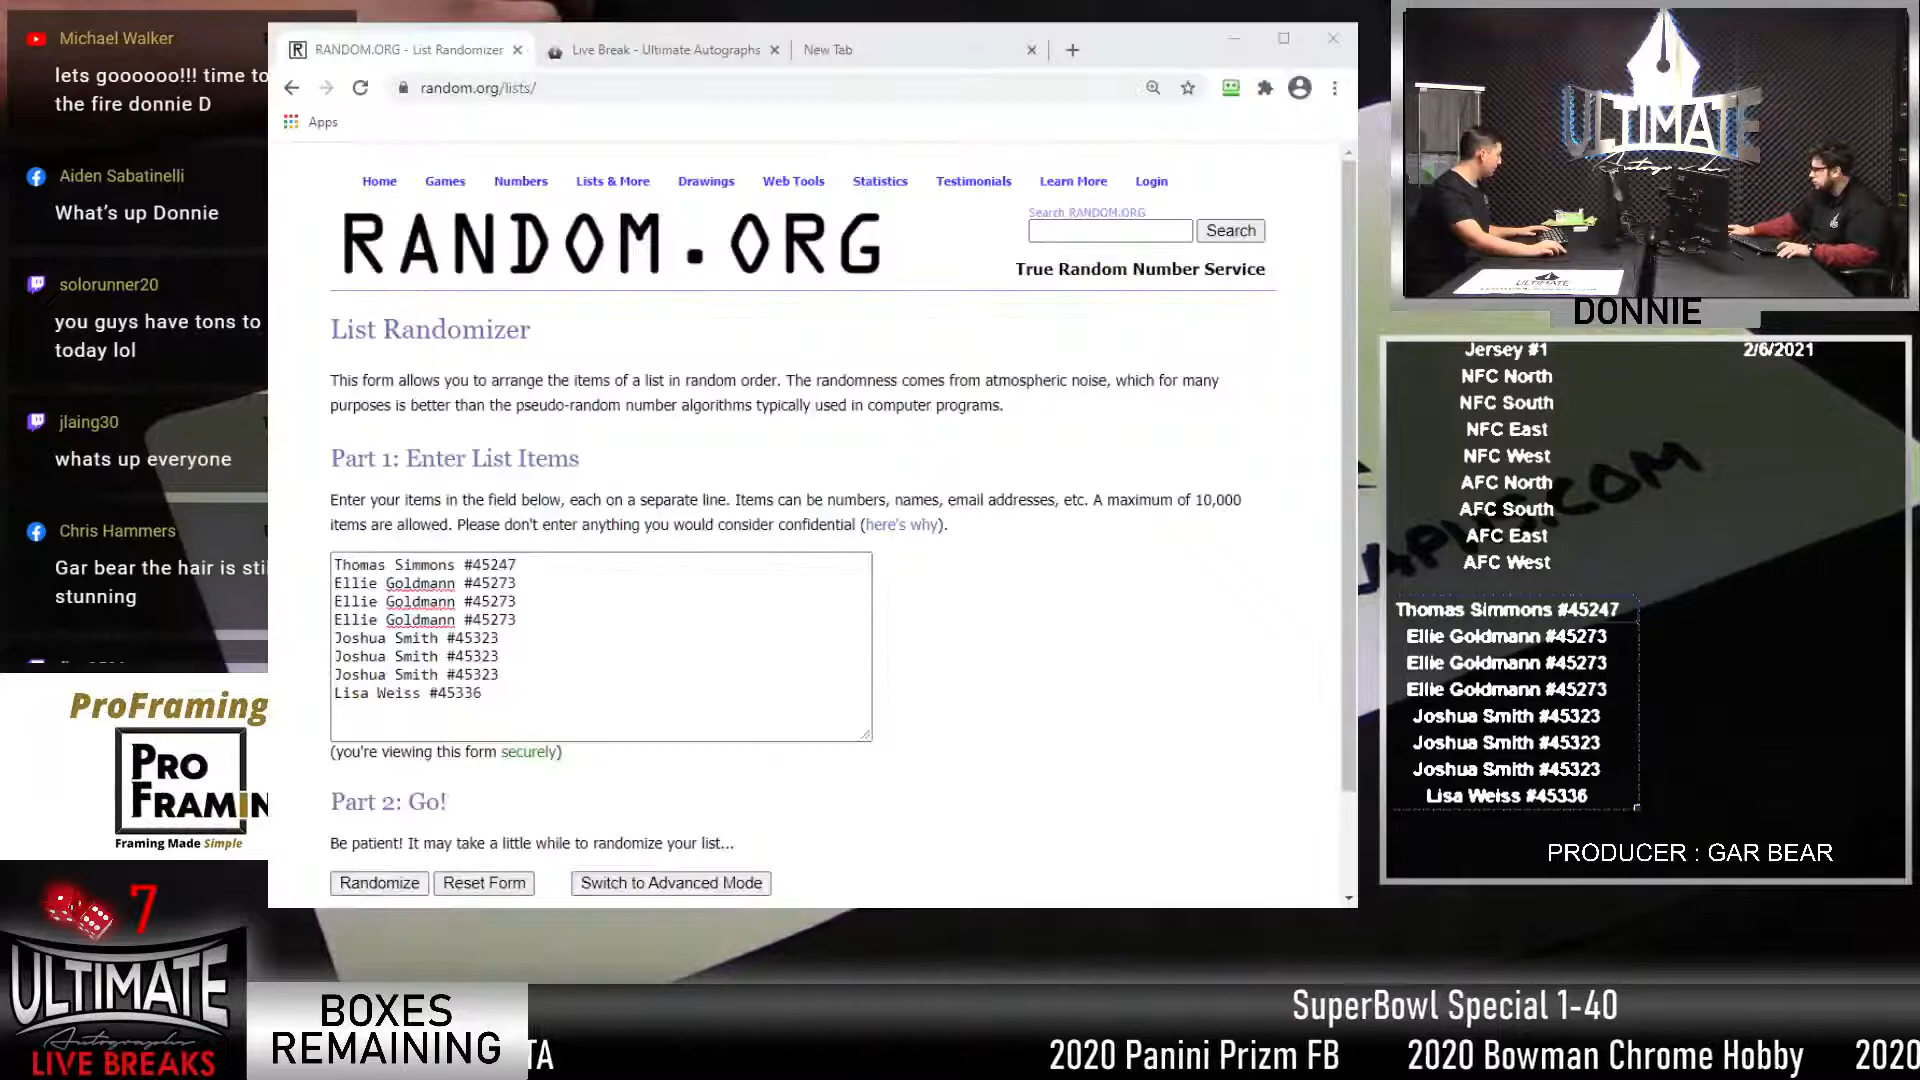 Michael Walker
lets goooooo!!! time to
the fire donnie D
Aiden Sabatinelli
What's up Donnie
solorunner20
you guys have tons to
today lol
jlaing30
whats up everyone
Chris Hammers
Gar bear the hair is sti
stunning
ProFraming
PRO
FRAMIN
Framing Made Simple
7
ULTIMATE
Autographs
LIVE BREAKS
BOXES
REMAINING
RANDOM.ORG - List Randomizer
Live Break - Ultimate Autographs
New Tab
random.org/lists/
Apps
Home Games Numbers Lists & More Drawings Web Tools Statistics Testimonials Learn More Login
RANDOM.ORG
Search RANDOM.ORG
Search
True Random Number Service
List Randomizer
This form allows you to arrange the items of a list in random order. The randomness comes from atmospheric noise, which for many
purposes is better than the pseudo-random number algorithms typically used in computer programs.
Part 1: Enter List Items
Enter your items in the field below, each on a separate line. Items can be numbers, names, email addresses, etc. A maximum of 10,000
items are allowed. Please don't enter anything you would consider confidential (here's why).
Thomas Simmons #45247
Ellie Goldmann #45273
Ellie Goldmann #45273
Ellie Goldmann #45273
Joshua Smith #45323
Joshua Smith #45323
Joshua Smith #45323
Lisa Weiss #45336
(you're viewing this form securely)
Part 2: Go!
Be patient! It may take a little while to randomize your list...
Randomize Reset Form Switch to Advanced Mode
ULTIMATE
Autographs
ULTIMATE
DONNIE
Jersey #1 2/6/2021
NFC North
NFC South
NFC East
NFC West
AFC North
AFC South
AFC East
AFC West
Thomas Simmons #45247
Ellie Goldmann #45273
Ellie Goldmann #45273
Ellie Goldmann #45273
Joshua Smith #45323
Joshua Smith #45323
Joshua Smith #45323
Lisa Weiss #45336
PRODUCER : GAR BEAR
SuperBowl Special 1-40
TA 2020 Panini Prizm FB 2020 Bowman Chrome Hobby 2020